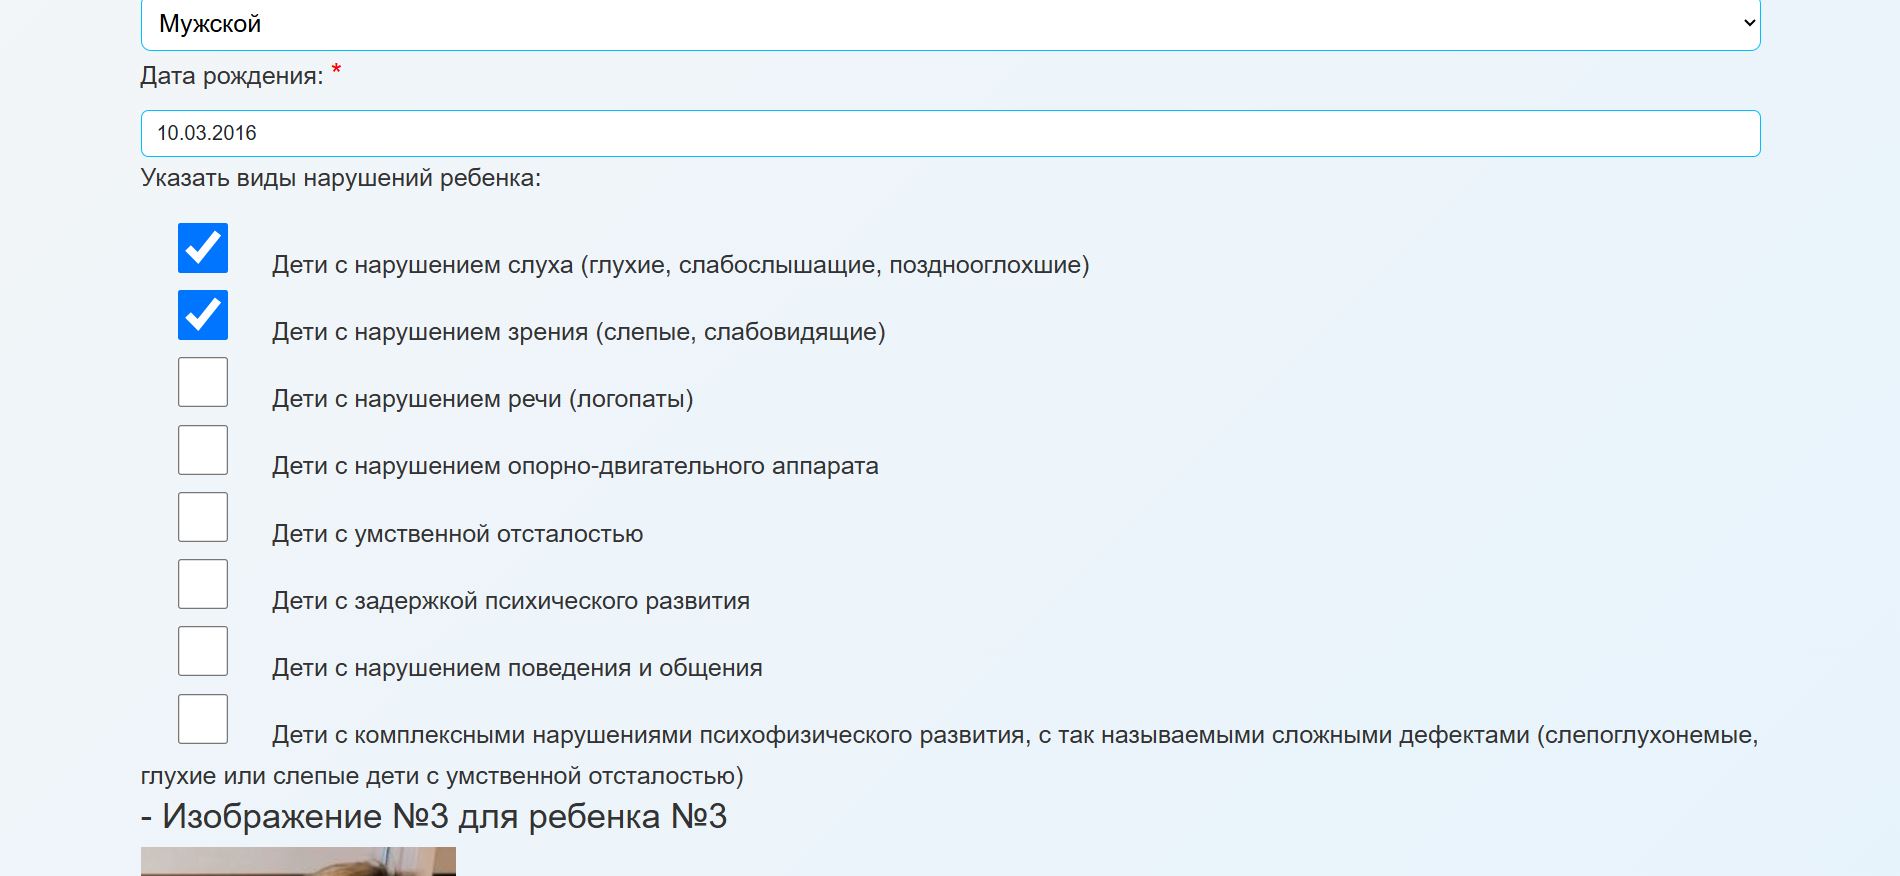 Мужской
Дата рождения: *
10.03.2016
Указать виды нарушений ребенка:
Дети с нарушением слуха (глухие, слабослышащие, позднооглохшие)
Дети с нарушением зрения (слепые, слабовидящие)
Дети с нарушением речи (логопаты)
Дети с нарушением опорно-двигательного аппарата
Дети с умственной отсталостью
Дети с задержкой психического развития
Дети с нарушением поведения и общения
Дети с комплексными нарушениями психофизического развития, с так называемыми сложными дефектами (слепоглухонемые,
глухие или слепые дети с умственной отсталостью)
- Изображение №3 для ребенка №3